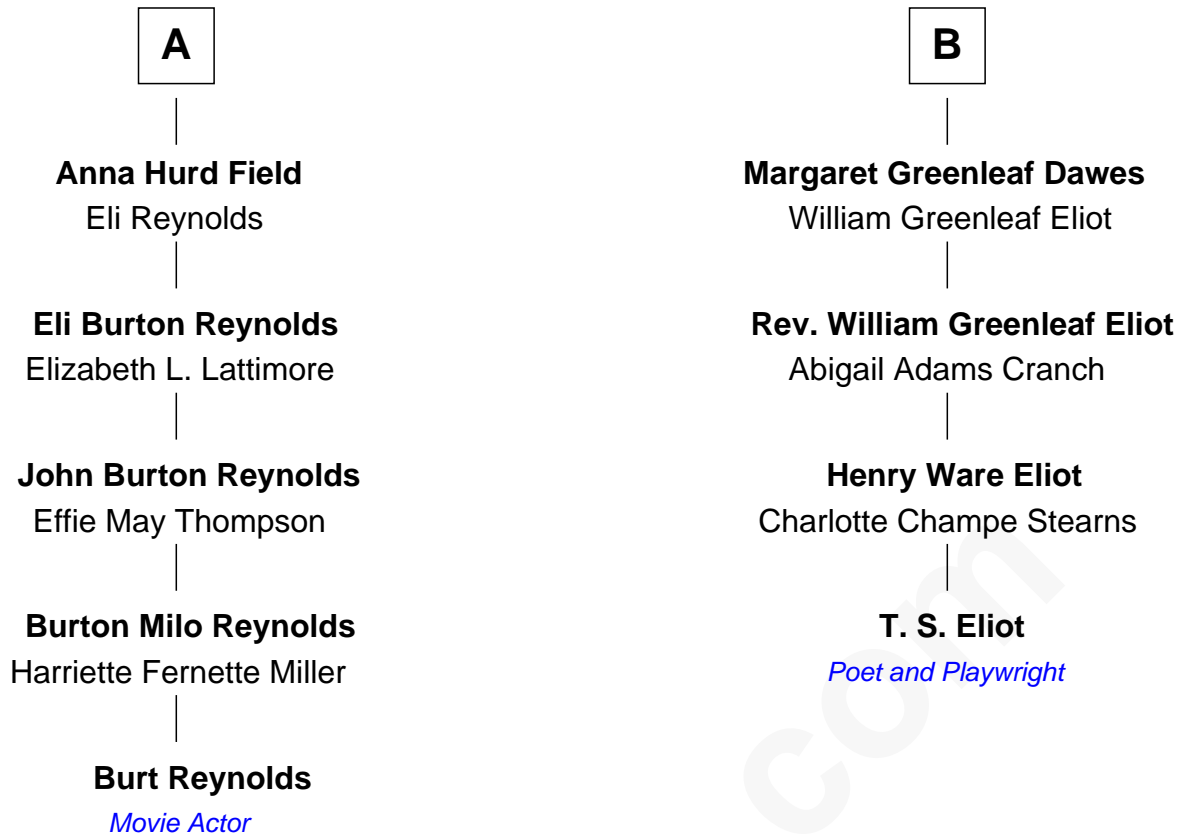 A
Anna Hurd Field
Eli Reynolds
Eli Burton Reynolds
Elizabeth L. Lattimore
John Burton Reynolds
Effie May Thompson
Burton Milo Reynolds
Harriette Fernette Miller
Burt Reynolds
Movie Actor
B
Margaret Greenleaf Dawes
William Greenleaf Eliot
Rev. William Greenleaf Eliot
Abigail Adams Cranch
Henry Ware Eliot
Charlotte Champe Stearns
T. S. Eliot
Poet and Playwright
com